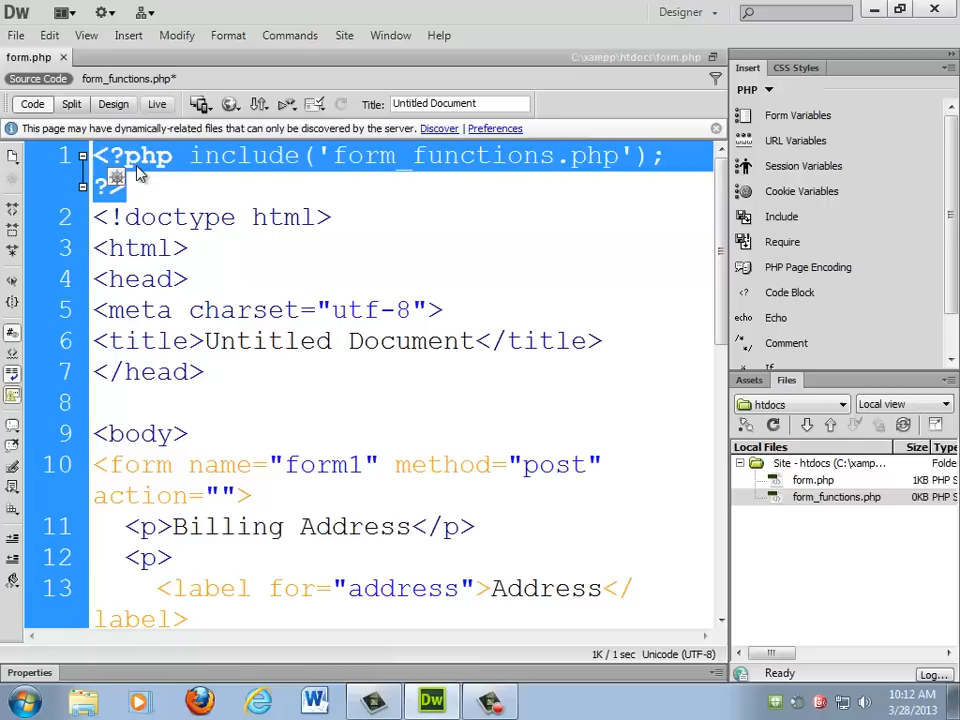 Dw
Designer
File Edit View Insert Modify Format Commands Site Window Help
form.php
C:\xampp\htdocs\form.php
Source Code form_functions.php*
Code Split Design Live Title: Untitled Document
This page may have dynamically-related files that can only be discovered by the server. Discover | Preferences
1 <?php include('form_functions.php');
?>
2 <!doctype html>
3 <html>
4 <head>
5 <meta charset="utf-8">
6 <title>Untitled Document</title>
7 </head>
8
9 <body>
10 <form name="form1" method="post"
action="">
11 <p>Billing Address</p>
12 <p>
13 <label for="address">Address</
label>
1K / 1 sec Unicode (UTF-8)
Properties
Insert CSS Styles
PHP
Form Variables
URL Variables
Session Variables
Cookie Variables
Include
Require
PHP Page Encoding
<? Code Block
echo Echo
Comment
If
Assets Files
htdocs Local view
Local Files Size Type
Site - htdocs (C:\xamp... Folde
form.php 1KB PHP S
form_functions.php 0KB PHP S
Ready Log...
W
Dw
10:12 AM
3/28/2013